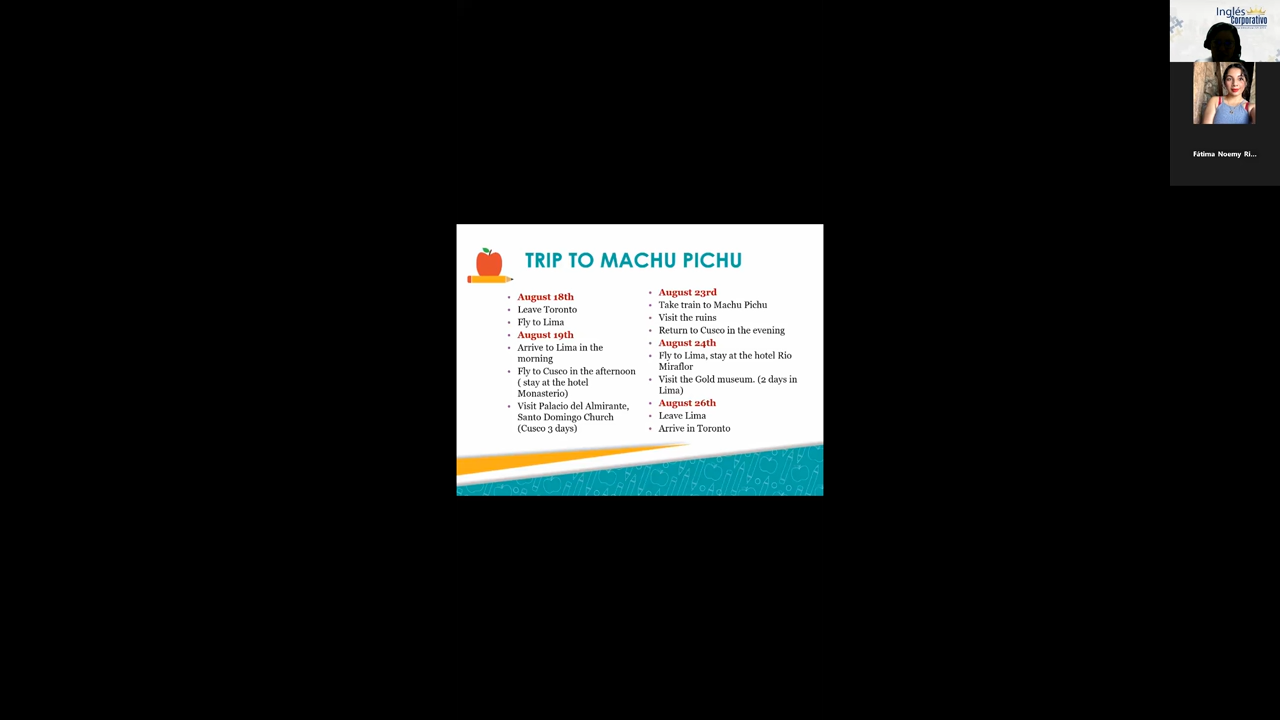 Inglés
Corporativo
Fátima Noemy Ri...
TRIP TO MACHU PICHU
August 18th
Leave Toronto
Fly to Lima
August 19th
Arrive to Lima in the
morning
Fly to Cusco in the afternoon
( stay at the hotel
Monasterio)
Visit Palacio del Almirante,
Santo Domingo Church
(Cusco 3 days)
August 23rd
Take train to Machu Pichu
Visit the ruins
Return to Cusco in the evening
August 24th
Fly to Lima, stay at the hotel Rio
Miraflor
Visit the Gold museum. (2 days in
Lima)
August 26th
Leave Lima
Arrive in Toronto